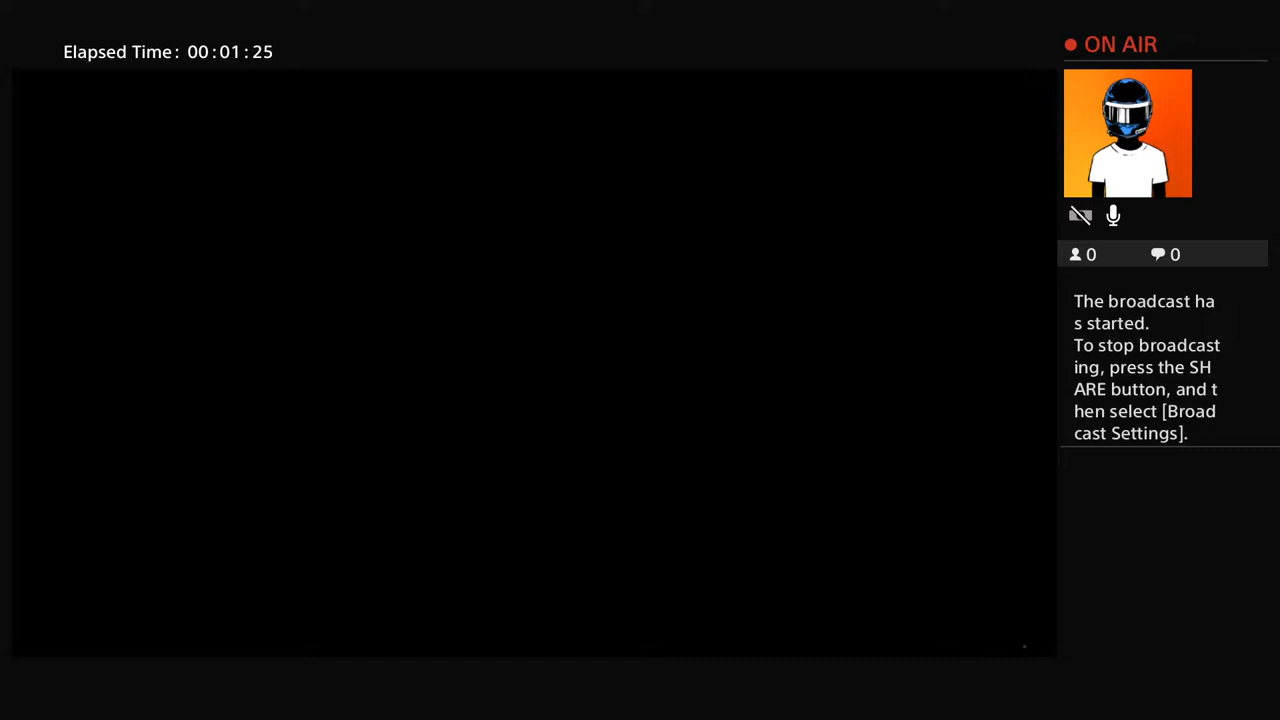 Elapsed Time: 00:01:25
ON AIR
0 0
The broadcast ha
s started.
To stop broadcast
ing, press the SH
ARE button, and t
hen select [Broad
cast Settings].